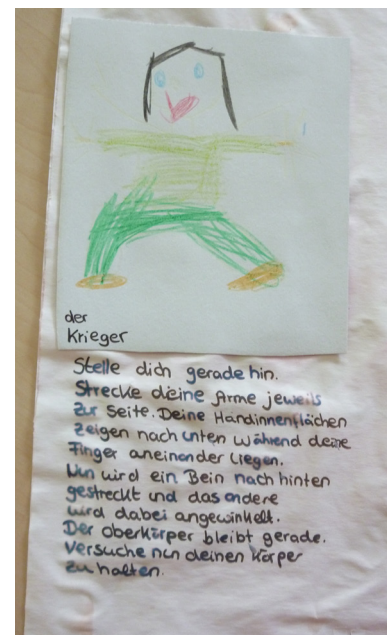 der
Krieger
Stelle dich gerade hin.
Strecke deine Arme jeweils
zur Seite. Deine Handinnenflächen
zeigen nach unten während deine
Finger aneinander liegen.
Nun wird ein Bein nach hinten
gestreckt und das andere
wird dabei angewinkelt.
Der oberkörper bleibt gerade.
Versuche nun deinen Körper
zu halten.